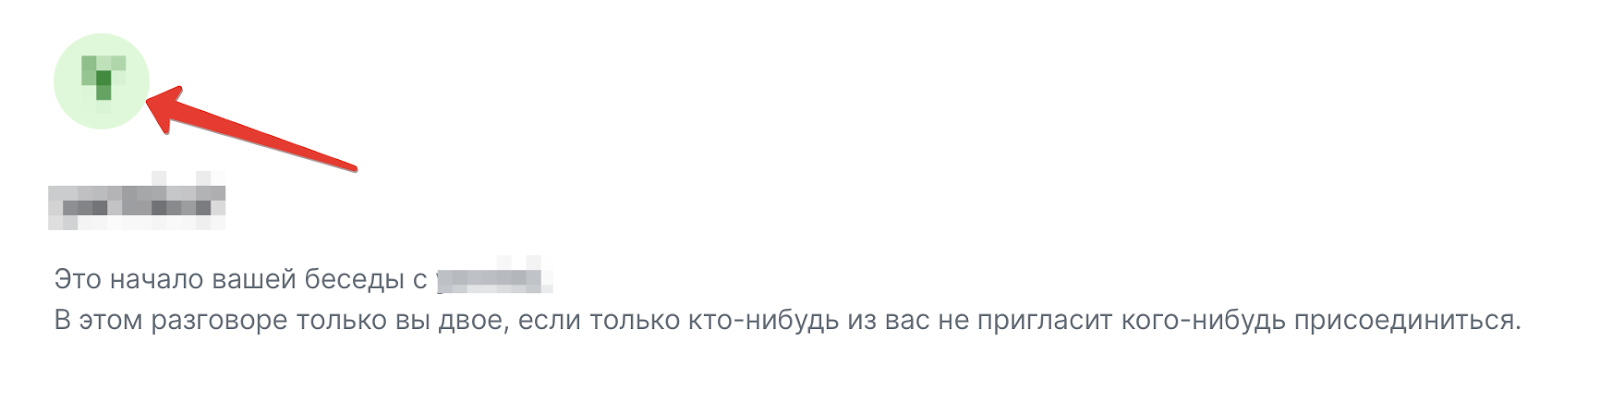 Это начало вашей беседы с
В этом разговоре только вы двое, если только кто-нибудь из вас не пригласит кого-нибудь присоединиться.